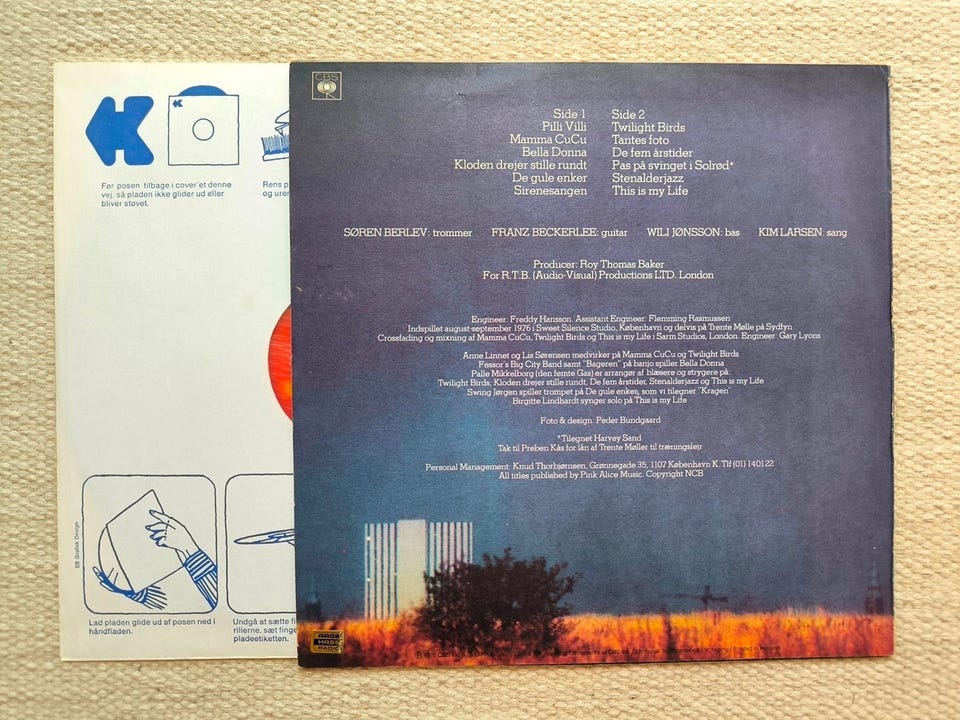 K
Før posen tilbage i cover'et denne
vej, så pladen ikke glider ud eller
bliver støvet.
Rens p
og uren
BB Grafisk Design
Lad pladen glide ud af posen ned i
håndfladen.
Undgå at sætte fi
rillerne, sæt finge
pladeetiketten.
CBS
Side 1
Pilli Villi
Mamma CuCu
Bella Donna
Kloden drejer stille rundt
De gule enker
Sirenesangen
Side 2
Twilight Birds
Tantes foto
De fem årstider
Pas på svinget i Solrød*
Stenalderjazz
This is my Life
SØREN BERLEV: trommer FRANZ BECKERLEE: guitar WILI JØNSSON: bas KIM LARSEN: sang
Producer: Roy Thomas Baker
For R.T.B. (Audio-Visual) Productions LTD. London
Engineer: Freddy Hansson. Assistant Engineer: Flemming Rasmussen
Indspillet august-september 1976 i Sweet Silence Studio, København og delvis på Trente Mølle på Sydfyn
Crossfading og mixning af Mamma CuCu, Twilight Birds og This is my Life i Sarm Studios, London. Engineer: Gary Lyons
Anne Linnet og Lis Sørensen medvirker på Mamma CuCu og Twilight Birds
Fessor's Big City Band samt "Bageren" på banjo spiller Bella Donna
Palle Mikkelborg (den femte Gas) er arrangør af blæsere og strygere på:
Twilight Birds, Kloden drejer stille rundt, De fem årstider, Stenalderjazz og This is my Life
Swing Jørgen spiller trompet på De gule enker, som vi tilegner "Kragen"
Birgitte Lindhardt synger solo på This is my Life
Foto & design: Peder Bundgaard
*Tilegnet Harvey Sand
Tak til Preben Kås for lån af Trente Møller til træningslejr
Personal Management: Knud Thorbjørnsen, Grønnegade 35, 1107 København K. Tlf (01) 14 01 22
All titles published by Pink Alice Music. Copyright NCB
RADIO